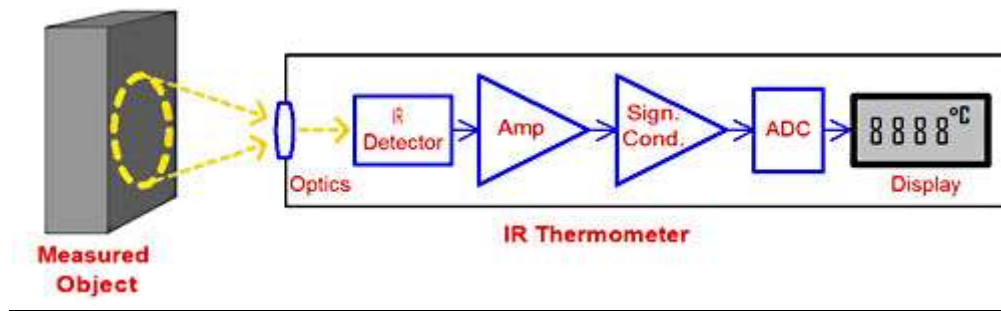 Measured
Object
Optics
IR
Detector
Amp
Sign.
Cond.
ADC
8888°C
Display
IR Thermometer